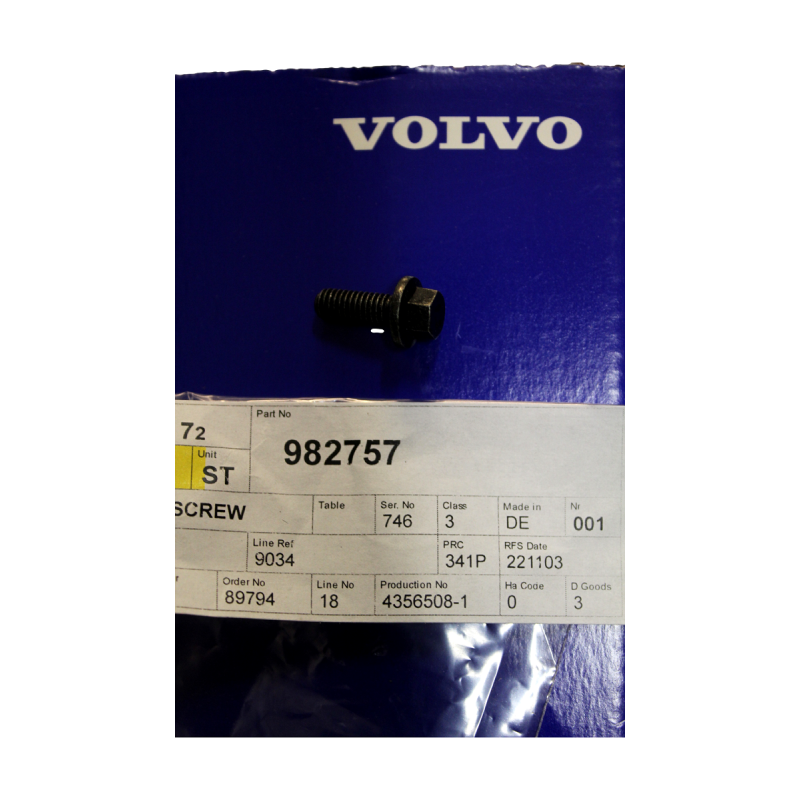 VOLVO
Part No
72
982757
Unit
ST
SCREW Table Ser. No Class Made in Nr
746 3 DE 001
Line Ref PRC RFS Date
9034 341P 221103
Order No Line No Production No Ha Code D Goods
89794 18 4356508-1 0 3